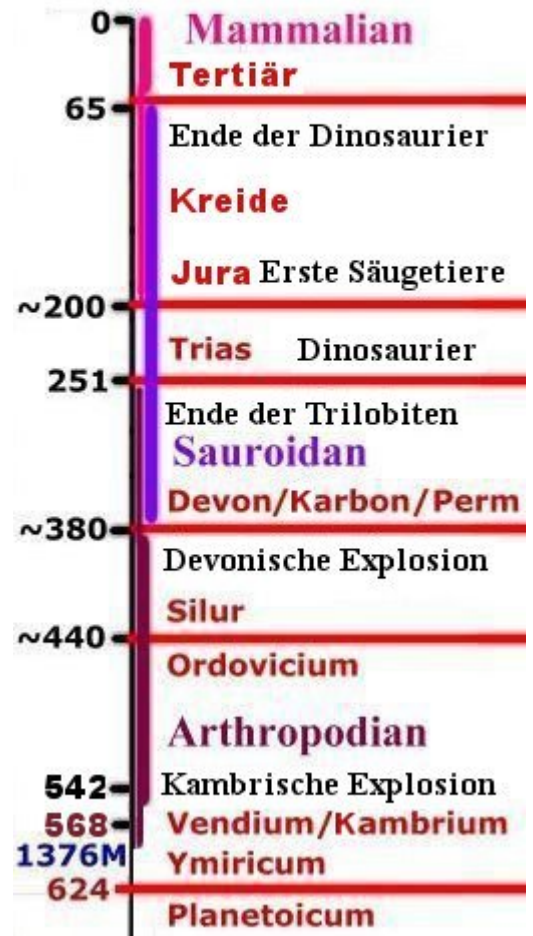 0
Mammalian
Tertiär
65
Ende der Dinosaurier
Kreide
Jura Erste Säugetiere
~200
Trias Dinosaurier
251
Ende der Trilobiten
Sauroidan
Devon/Karbon/Perm
~380
Devonische Explosion
Silur
~440
Ordovicium
Arthropodian
542 Kambrische Explosion
568 Vendium/Kambrium
1376M Ymiricum
624
Planetoicum